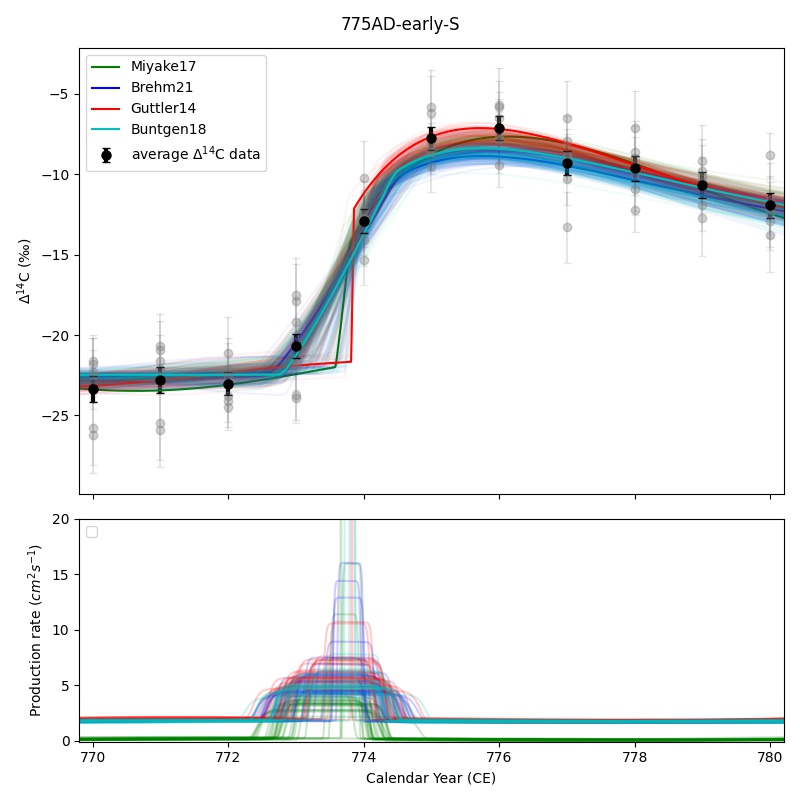 775AD-early-S
Miyake17
Brehm21
Guttler14
Buntgen18
average Δ¹⁴C data
Δ¹⁴C (‰)
−5
−10
−15
−20
−25
Production rate (cm²s⁻¹)
20
15
10
5
0
770 772 774 776 778 780
Calendar Year (CE)